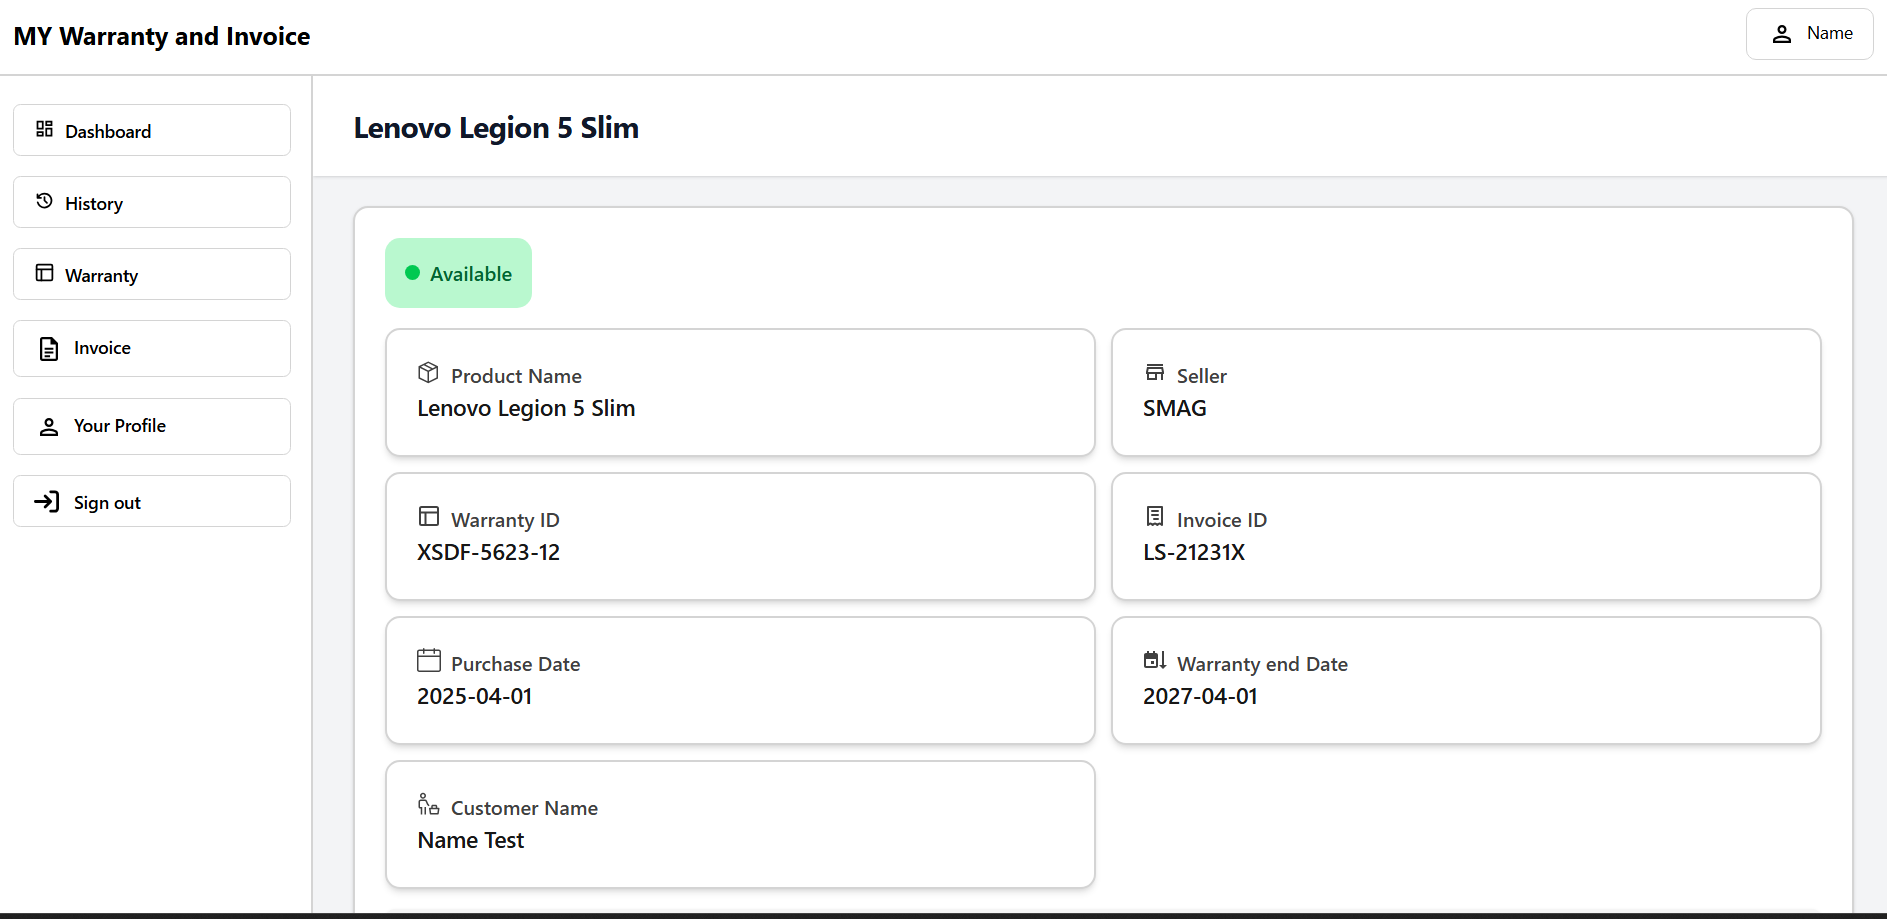 MY Warranty and Invoice
Name
Dashboard
History
Warranty
Invoice
Your Profile
Sign out
Lenovo Legion 5 Slim
Available
Product Name
Lenovo Legion 5 Slim
Seller
SMAG
Warranty ID
XSDF-5623-12
Invoice ID
LS-21231X
Purchase Date
2025-04-01
Warranty end Date
2027-04-01
Customer Name
Name Test